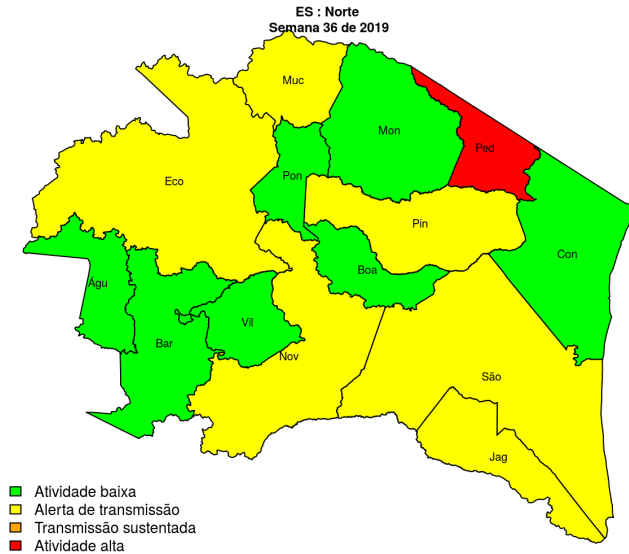 ES : Norte
Semana 36 de 2019
Muc
Mon
Ped
Pon
Eco
Pin
Con
Boa
Águ
Vil
Bar
Nov
São
Jag
Atividade baixa
Alerta de transmissão
Transmissão sustentada
Atividade alta